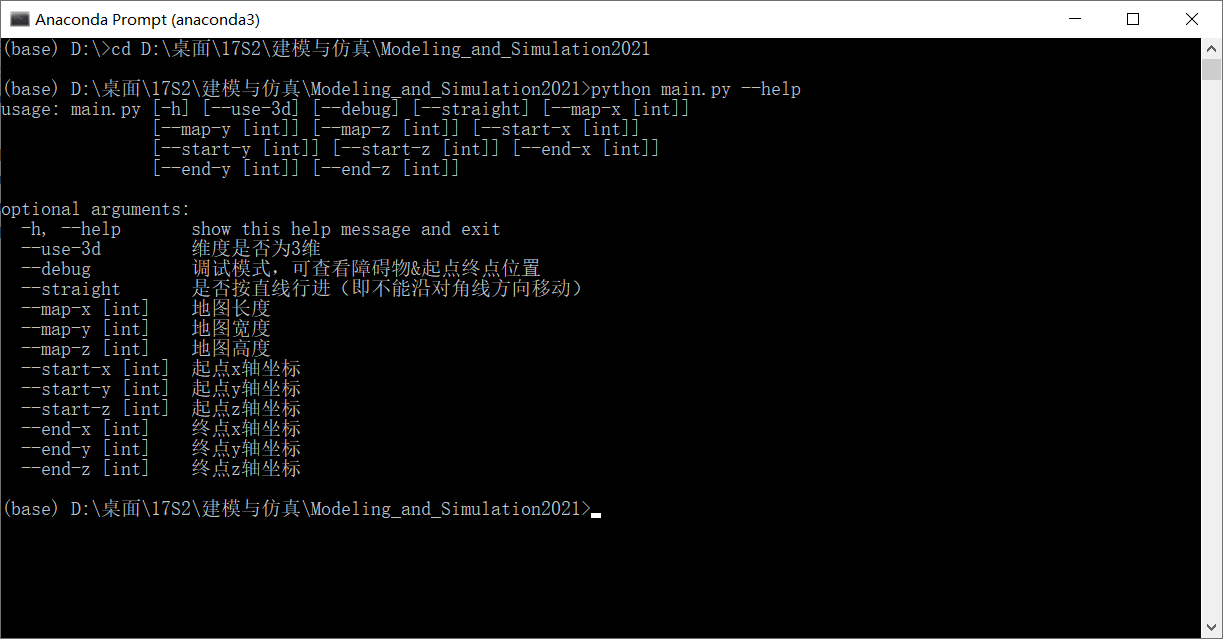 Anaconda Prompt (anaconda3)
(base) D:\>cd D:\桌面\17S2\建模与仿真\Modeling_and_Simulation2021
(base) D:\桌面\17S2\建模与仿真\Modeling_and_Simulation2021>python main.py --help
usage: main.py [-h] [--use-3d] [--debug] [--straight] [--map-x [int]]
[--map-y [int]] [--map-z [int]] [--start-x [int]]
[--start-y [int]] [--start-z [int]] [--end-x [int]]
[--end-y [int]] [--end-z [int]]
optional arguments:
-h, --help show this help message and exit
--use-3d 维度是否为3维
--debug 调试模式，可查看障碍物&起点终点位置
--straight 是否按直线行进（即不能沿对角线方向移动）
--map-x [int] 地图长度
--map-y [int] 地图宽度
--map-z [int] 地图高度
--start-x [int] 起点x轴坐标
--start-y [int] 起点y轴坐标
--start-z [int] 起点z轴坐标
--end-x [int] 终点x轴坐标
--end-y [int] 终点y轴坐标
--end-z [int] 终点z轴坐标
(base) D:\桌面\17S2\建模与仿真\Modeling_and_Simulation2021>